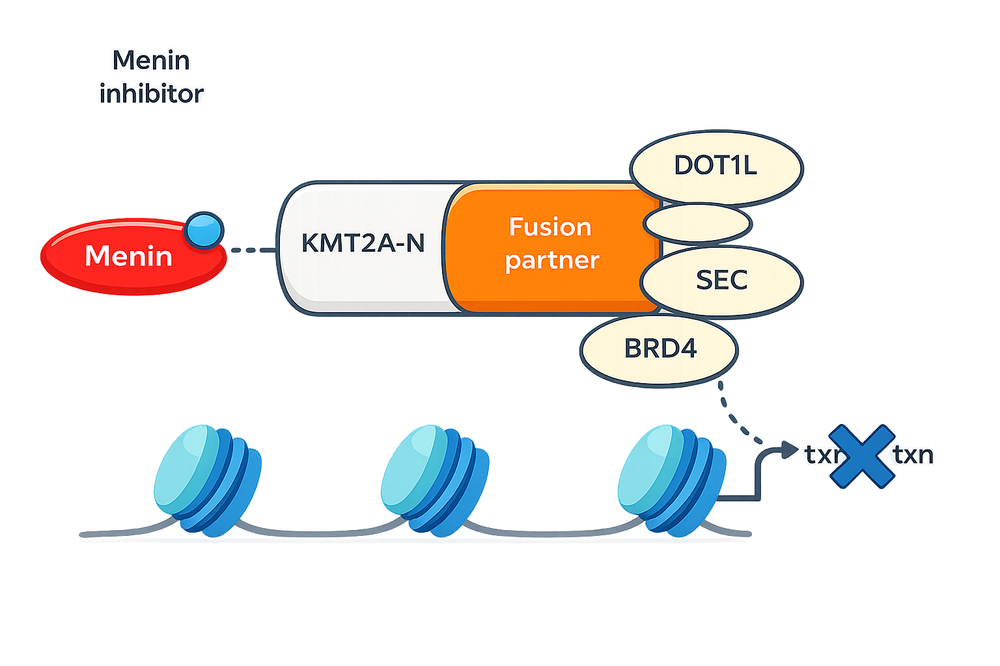 Menin
inhibitor
DOT1L
Menin
KMT2A-N
Fusion
partner
SEC
BRD4
txn